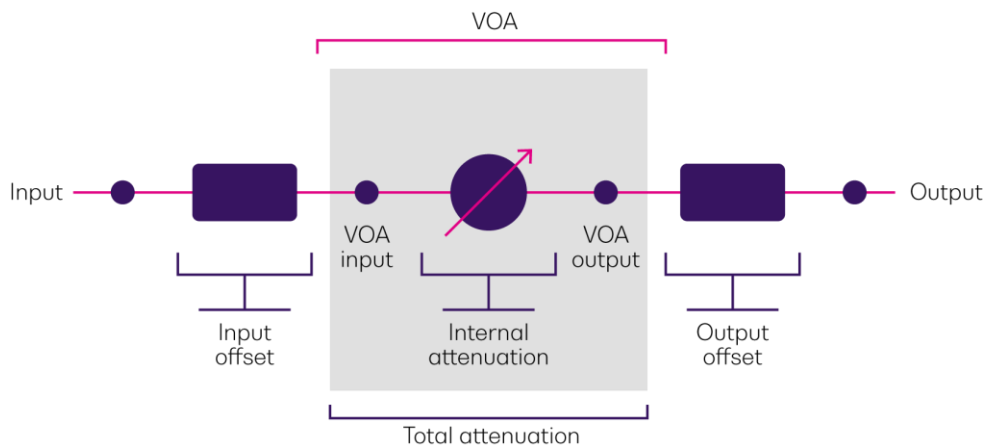 VOA
Input
Output
VOA
input
VOA
output
Input
offset
Internal
attenuation
Output
offset
Total attenuation